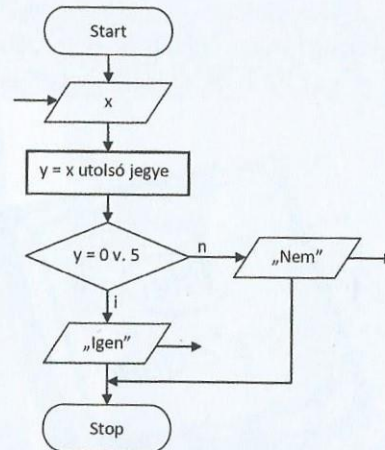 Start
x
y = x utolsó jegye
y = 0 v. 5
n
„Nem”
i
„Igen”
Stop